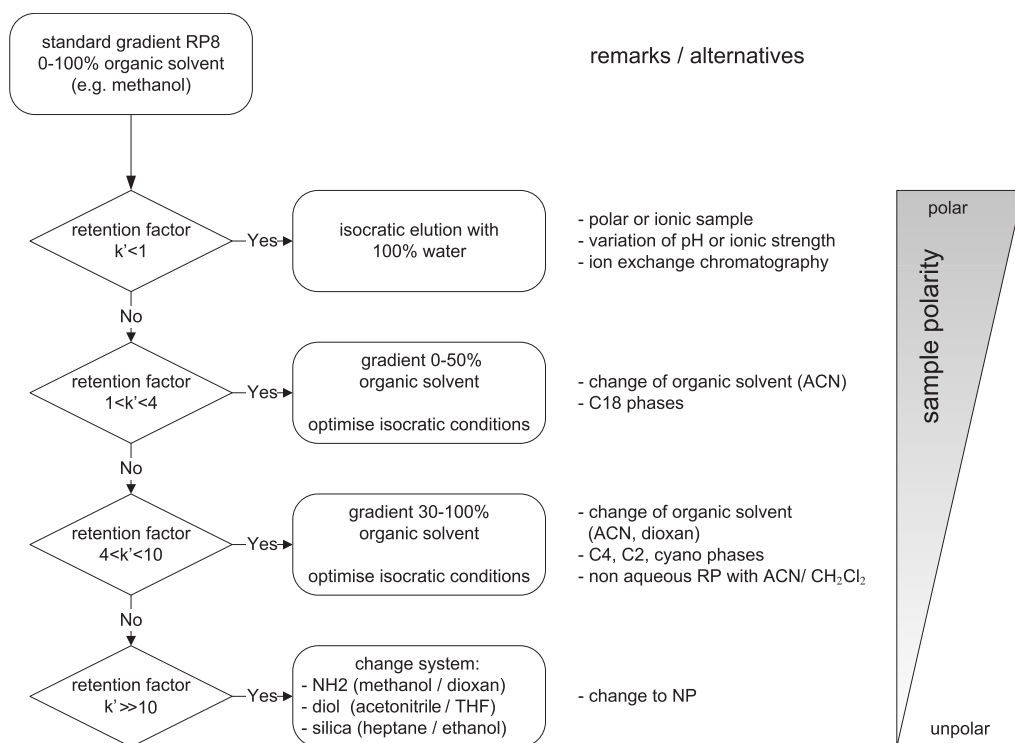 standard gradient RP8
0-100% organic solvent
(e.g. methanol)
remarks / alternatives
retention factor
k'<1
Yes
isocratic elution with
100% water
- polar or ionic sample
- variation of pH or ionic strength
- ion exchange chromatography
polar
sample polarity
No
retention factor
1<k'<4
Yes
gradient 0-50%
organic solvent
optimise isocratic conditions
- change of organic solvent (ACN)
- C18 phases
No
retention factor
4<k'<10
Yes
gradient 30-100%
organic solvent
optimise isocratic conditions
- change of organic solvent
(ACN, dioxan)
- C4, C2, cyano phases
- non aqueous RP with ACN/ CH₂Cl₂
No
retention factor
k'>>10
Yes
change system:
- NH2 (methanol / dioxan)
- diol (acetonitrile / THF)
- silica (heptane / ethanol)
- change to NP
unpolar